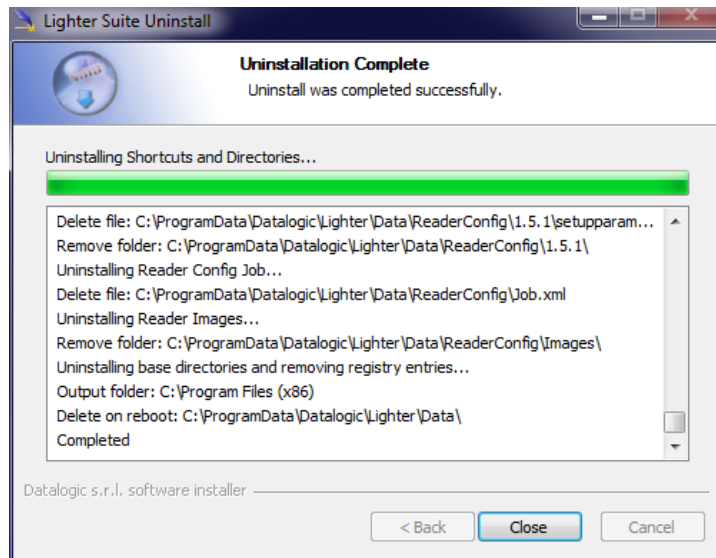 Lighter Suite Uninstall
Uninstallation Complete
Uninstall was completed successfully.
Uninstalling Shortcuts and Directories...
Delete file: C:\ProgramData\Datalogic\Lighter\Data\ReaderConfig\1.5.1\setupparam...
Remove folder: C:\ProgramData\Datalogic\Lighter\Data\ReaderConfig\1.5.1\
Uninstalling Reader Config Job...
Delete file: C:\ProgramData\Datalogic\Lighter\Data\ReaderConfig\Job.xml
Uninstalling Reader Images...
Remove folder: C:\ProgramData\Datalogic\Lighter\Data\ReaderConfig\Images\
Uninstalling base directories and removing registry entries...
Output folder: C:\Program Files (x86)
Delete on reboot: C:\ProgramData\Datalogic\Lighter\Data\
Completed
Datalogic s.r.l. software installer
< Back Close Cancel